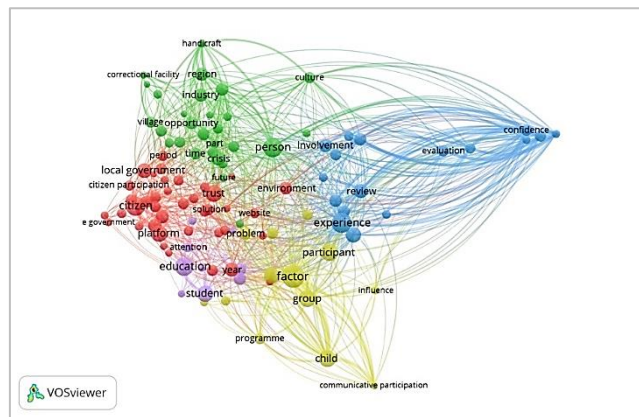 handicraft
correctional facility
region
culture
industry
village
opportunity
part
confidence
period
time
crisis
person
Involvement
evaluation
local government
future
citizen participation
trust
environment
review
citizen
solution
website
e government
platform
problem
experience
attention
participant
education
year
factor
student
group
influence
programme
child
communicative participation
VOSviewer